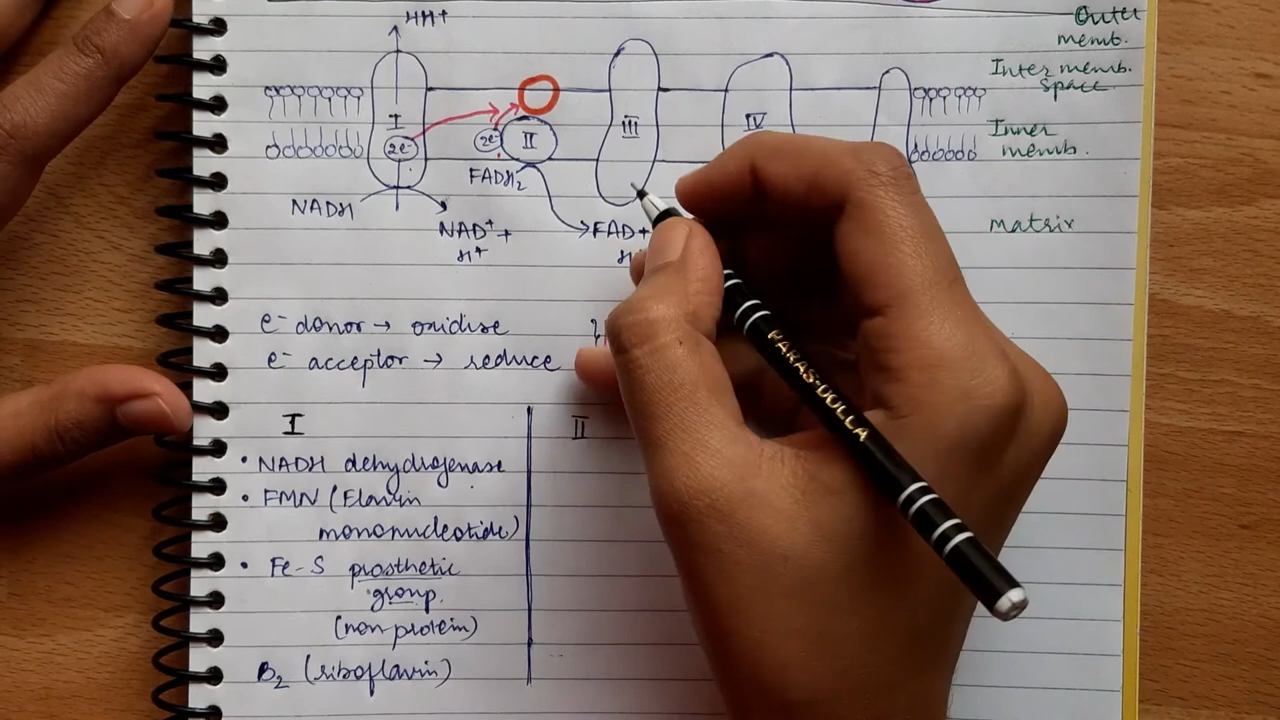 4H+
Outer
memb.
Inter memb.
space
I
II
III
IV
Inner
memb.
2e-
2e-
FADH2
NADH
NAD+ +
H+
FAD+
matrix
e- donor → oxidise
e- acceptor → reduce
I
II
• NADH dehydrogenase
• FMN (Flavin
mononucleotide)
• Fe-S prosthetic
group.
(non protein)
B2 (riboflavin)
PARAS-DOLLA